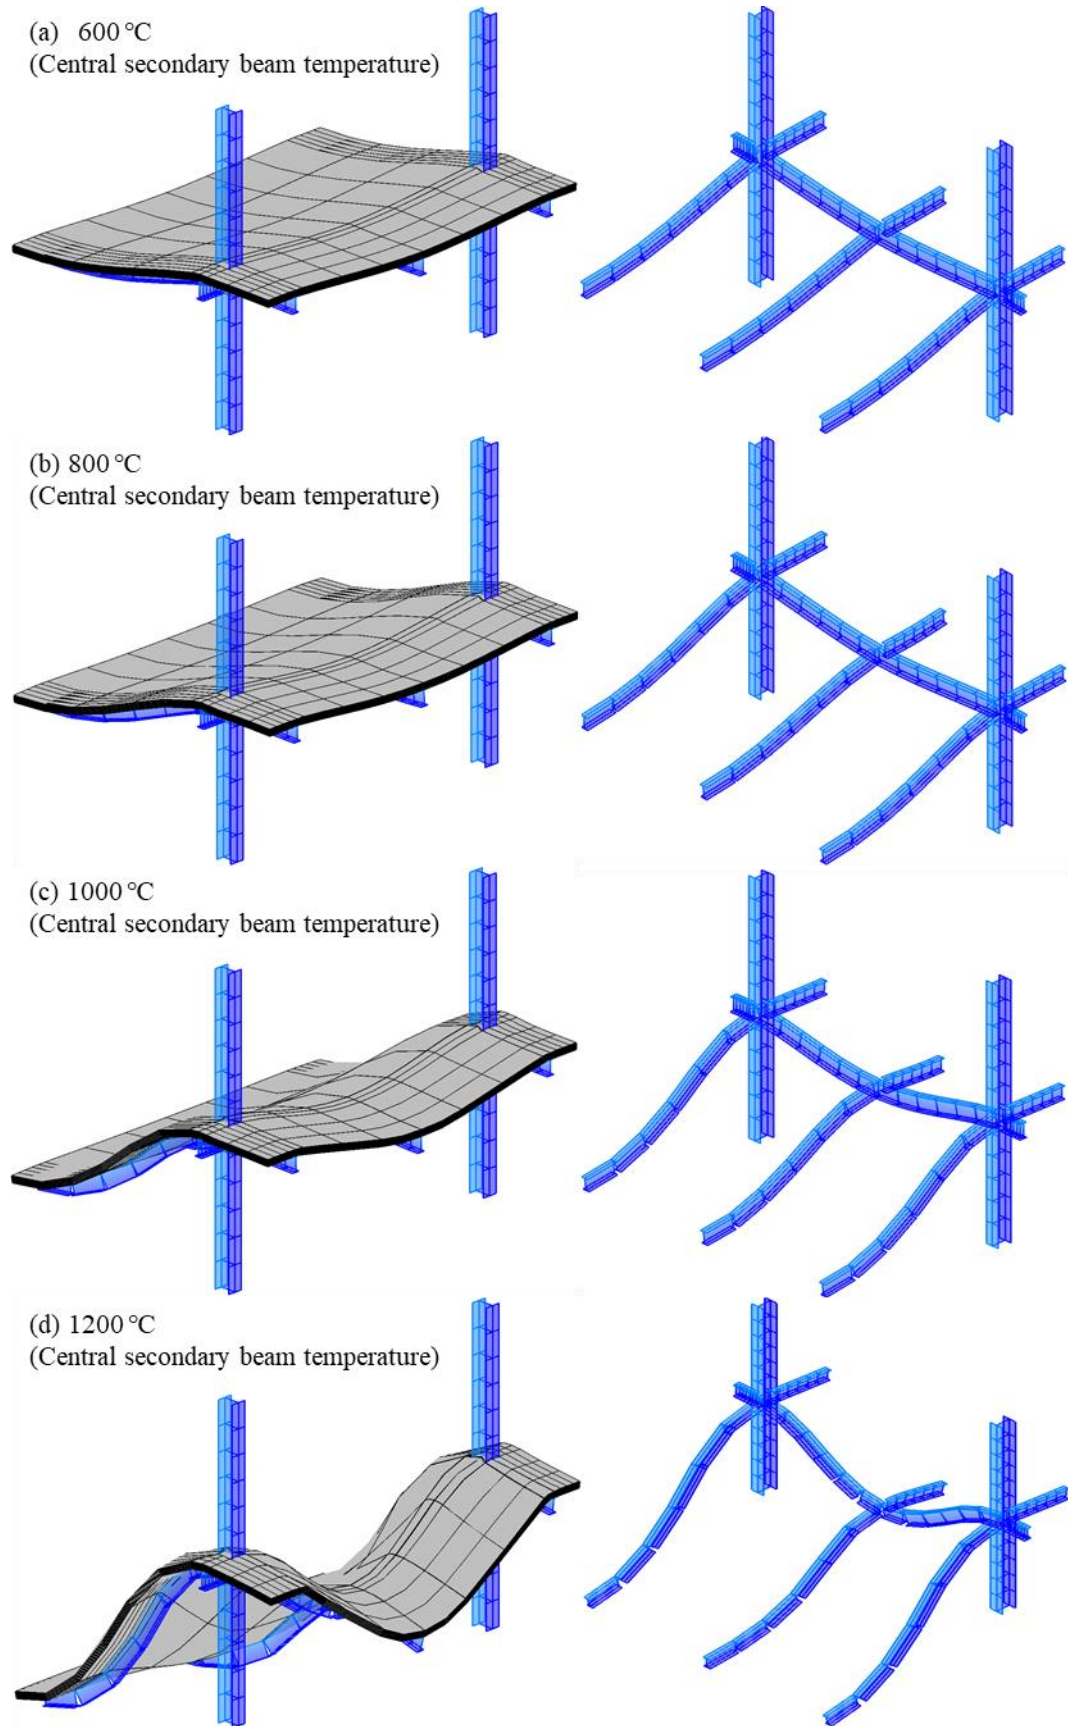 (a) 600 °C
(Central secondary beam temperature)
(b) 800 °C
(Central secondary beam temperature)
(c) 1000 °C
(Central secondary beam temperature)
(d) 1200 °C
(Central secondary beam temperature)